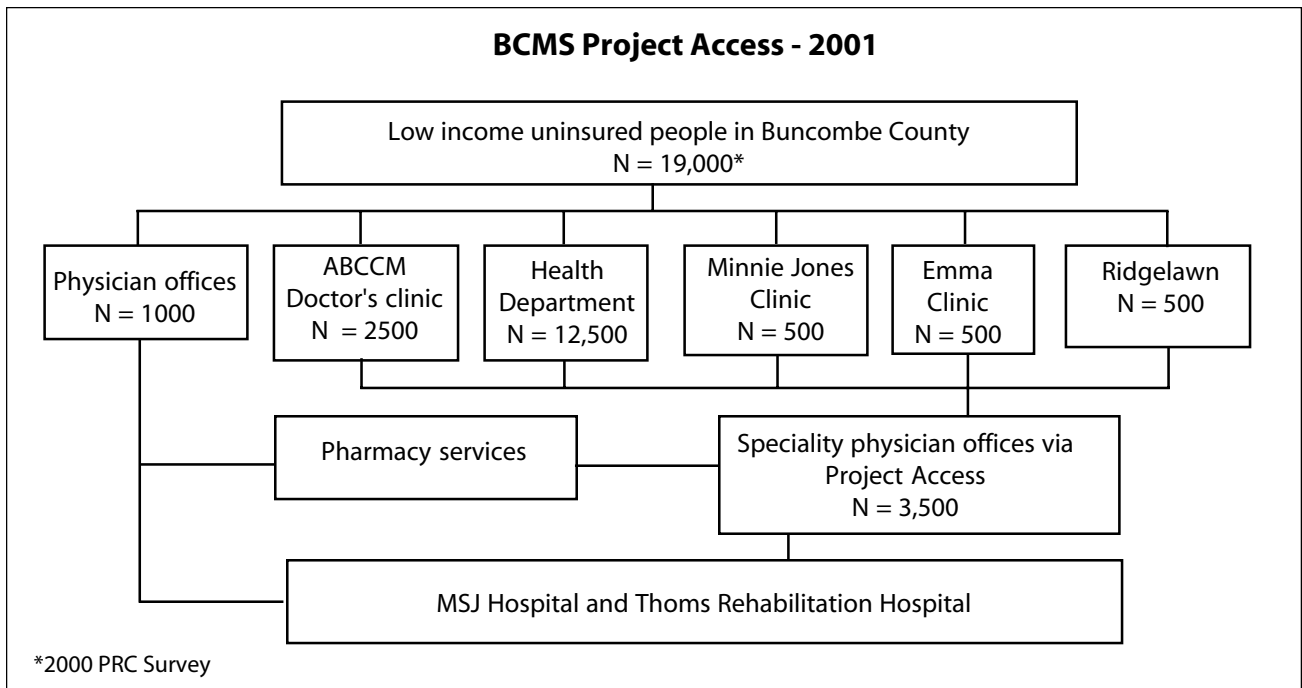 BCMS Project Access - 2001
Low income uninsured people in Buncombe County
N = 19,000*
Physician offices
N = 1000
ABCCM
Doctor's clinic
N = 2500
Health
Department
N = 12,500
Minnie Jones
Clinic
N = 500
Emma
Clinic
N = 500
Ridgelawn
N = 500
Pharmacy services
Speciality physician offices via
Project Access
N = 3,500
MSJ Hospital and Thoms Rehabilitation Hospital
*2000 PRC Survey